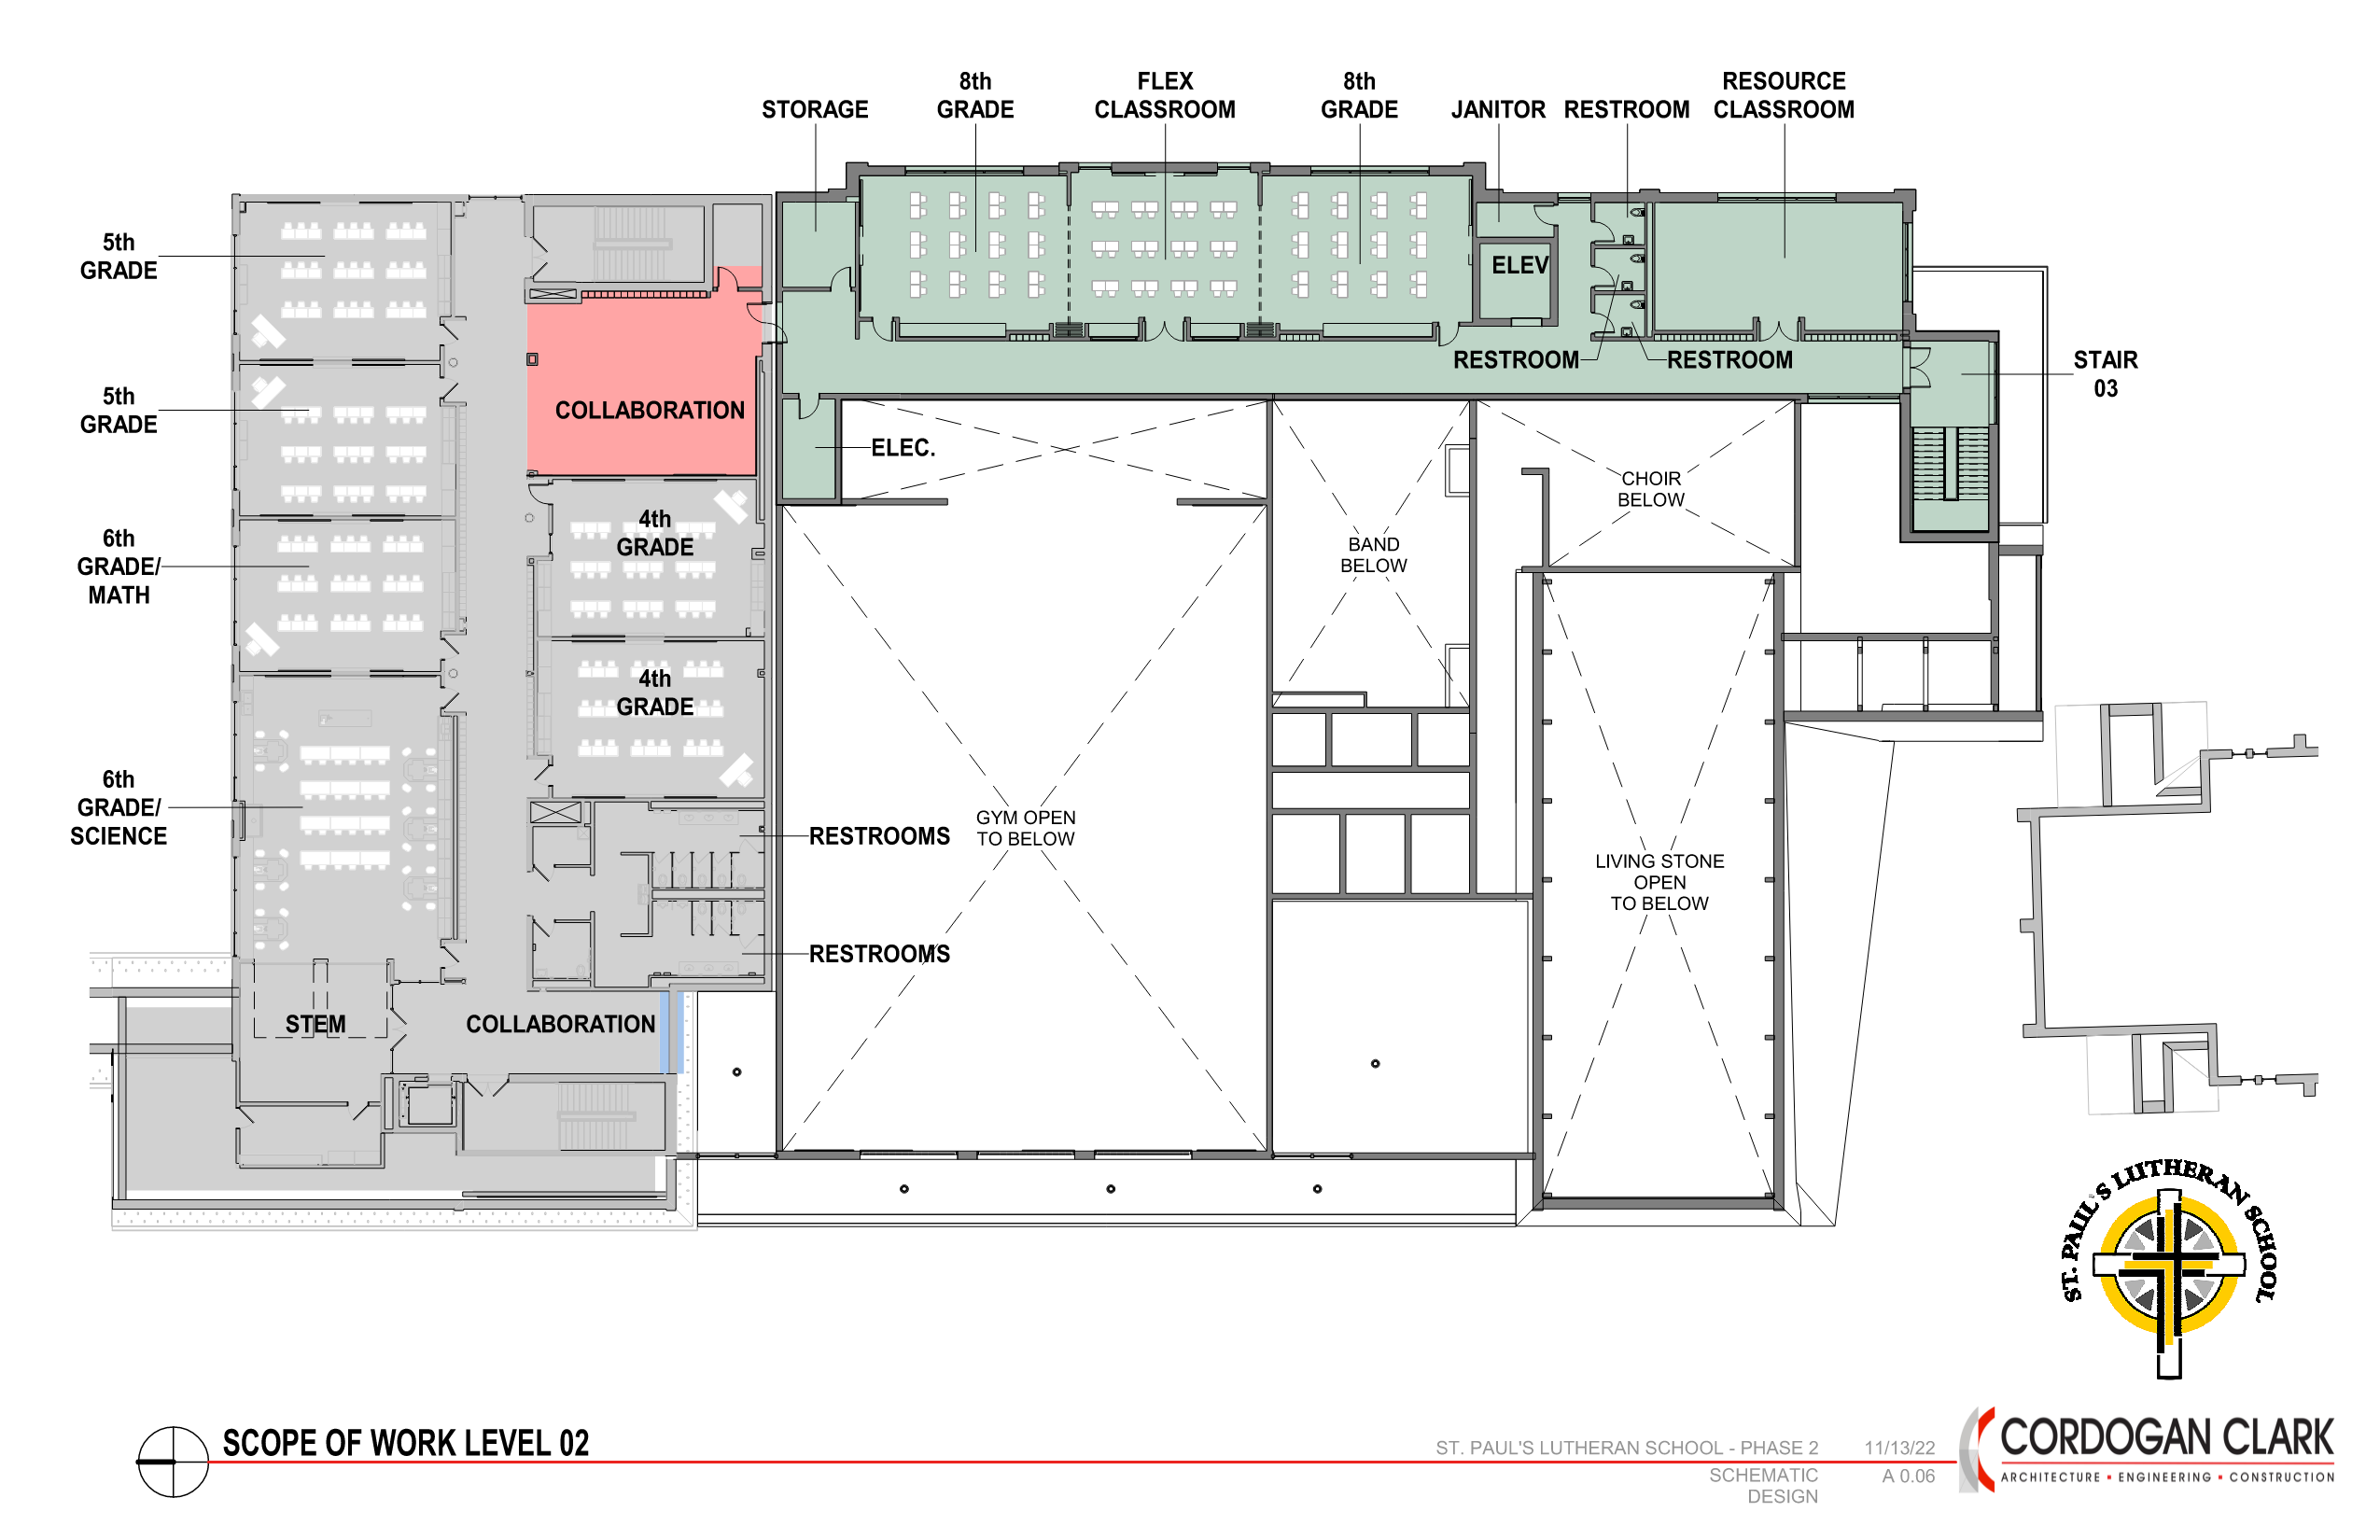 8th
GRADE
FLEX
CLASSROOM
8th
GRADE
RESOURCE
CLASSROOM
STORAGE
JANITOR
RESTROOM
5th
GRADE
ELEV
RESTROOM
RESTROOM
STAIR
03
5th
GRADE
COLLABORATION
ELEC.
CHOIR
BELOW
4th
GRADE
6th
GRADE/
MATH
BAND
BELOW
4th
GRADE
6th
GRADE/
SCIENCE
GYM OPEN
TO BELOW
RESTROOMS
LIVING STONE
OPEN
TO BELOW
RESTROOMS
STEM
COLLABORATION
ST. PAUL'S LUTHERAN SCHOOL
SCOPE OF WORK LEVEL 02
ST. PAUL'S LUTHERAN SCHOOL - PHASE 2
11/13/22
SCHEMATIC
DESIGN
A 0.06
CORDOGAN CLARK
ARCHITECTURE ▪ ENGINEERING ▪ CONSTRUCTION